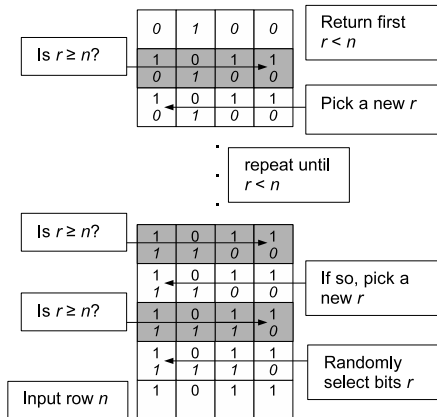 0 1 0 0
Return first
r < n
Is r ≥ n?
1 0 1 1
0 1 0 0
1 0 1 1
0 1 0 0
Pick a new r
repeat until
r < n
Is r ≥ n?
1 0 1 1
1 1 0 0
1 0 1 1
1 1 0 0
If so, pick a
new r
Is r ≥ n?
1 0 1 1
1 1 1 0
1 0 1 1
1 1 1 0
Randomly
select bits r
Input row n
1 0 1 1